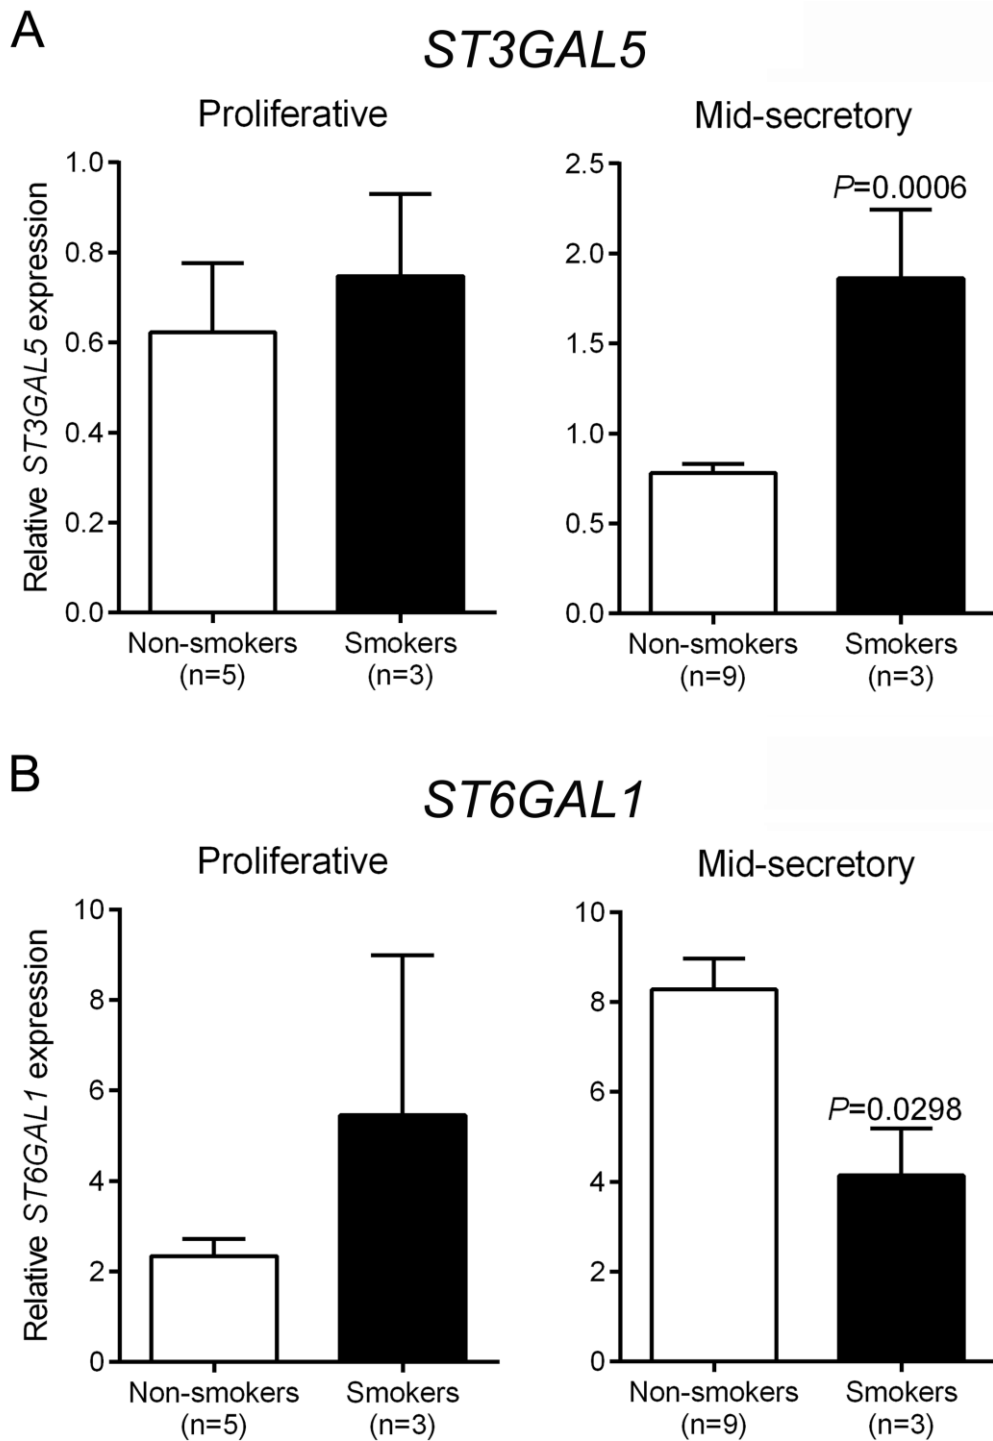 A
ST3GAL5
Proliferative
Relative ST3GAL5 expression
1.0
0.8
0.6
0.4
0.2
0.0
Non-smokers
(n=5)
Smokers
(n=3)
Mid-secretory
2.5
2.0
1.5
1.0
0.5
0.0
P=0.0006
Non-smokers
(n=9)
Smokers
(n=3)
B
ST6GAL1
Proliferative
Relative ST6GAL1 expression
10
8
6
4
2
0
Non-smokers
(n=5)
Smokers
(n=3)
Mid-secretory
10
8
6
4
2
0
P=0.0298
Non-smokers
(n=9)
Smokers
(n=3)